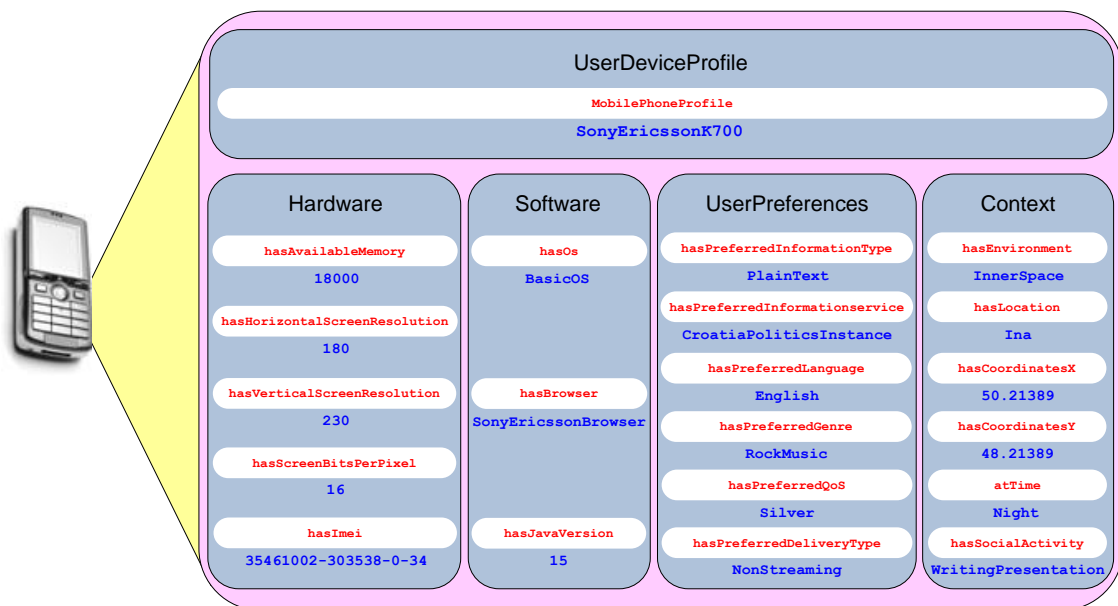 UserDeviceProfile
MobilePhoneProfile
SonyEricssonK700
Hardware
hasAvailableMemory
18000
hasHorizontalScreenResolution
180
hasVerticalScreenResolution
230
hasScreenBitsPerPixel
16
hasImei
35461002-303538-0-34
Software
hasOs
BasicOS
hasBrowser
SonyEricssonBrowser
hasJavaVersion
15
UserPreferences
hasPreferredInformationType
PlainText
hasPreferredInformationservice
CroatiaPoliticsInstance
hasPreferredLanguage
English
hasPreferredGenre
RockMusic
hasPreferredQoS
Silver
hasPreferredDeliveryType
NonStreaming
Context
hasEnvironment
InnerSpace
hasLocation
Ina
hasCoordinatesX
50.21389
hasCoordinatesY
48.21389
atTime
Night
hasSocialActivity
WritingPresentation